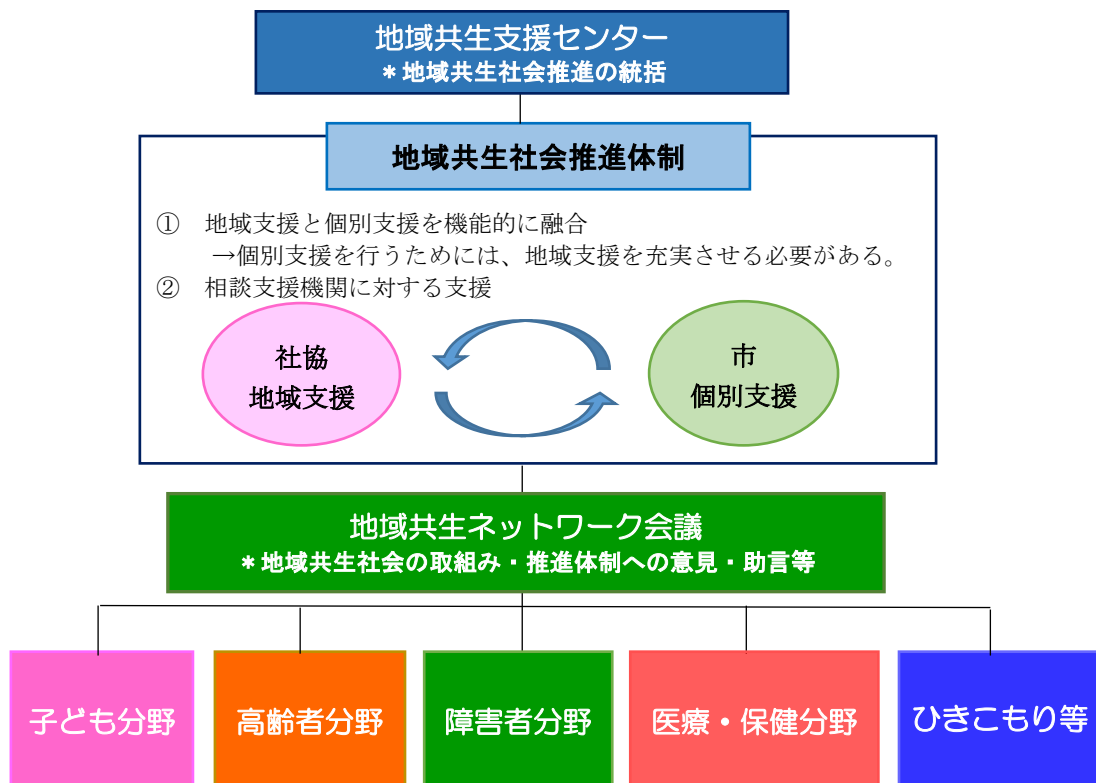 地域共生支援センター
＊地域共生社会推進の統括
地域共生社会推進体制
① 地域支援と個別支援を機能的に融合
→個別支援を行うためには、地域支援を充実させる必要がある。
② 相談支援機関に対する支援
社協
地域支援
市
個別支援
地域共生ネットワーク会議
＊地域共生社会の取組み・推進体制への意見・助言等
子ども分野
高齢者分野
障害者分野
医療・保健分野
ひきこもり等